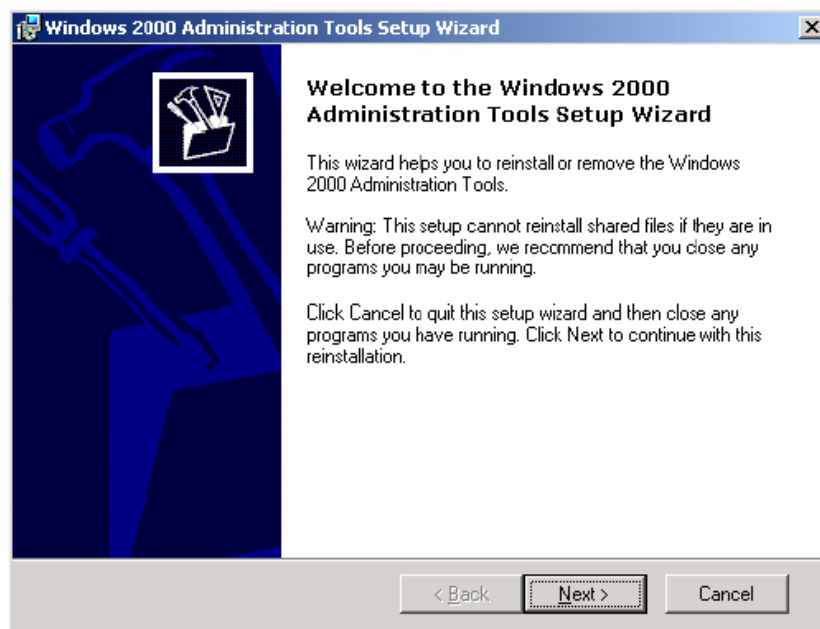 Windows 2000 Administration Tools Setup Wizard
Welcome to the Windows 2000
Administration Tools Setup Wizard
This wizard helps you to reinstall or remove the Windows
2000 Administration Tools.
Warning: This setup cannot reinstall shared files if they are in
use. Before proceeding, we recommend that you close any
programs you may be running.
Click Cancel to quit this setup wizard and then close any
programs you have running. Click Next to continue with this
reinstallation.
< Back
Next >
Cancel